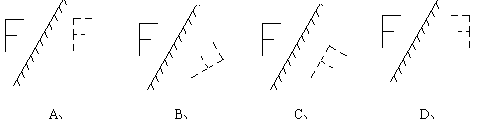 F F F F
A、 B、 C、 D、